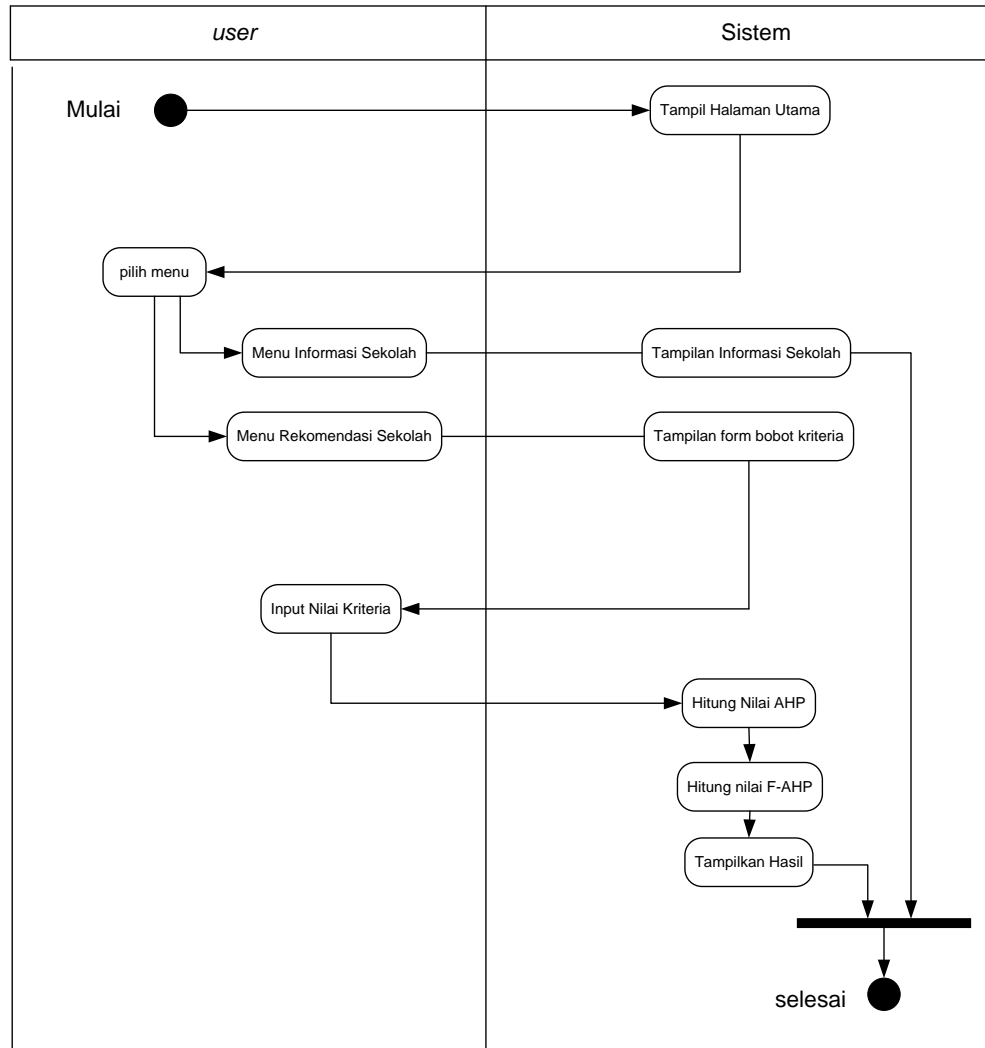 user
Sistem
Mulai
Tampil Halaman Utama
pilih menu
Menu Informasi Sekolah
Tampilan Informasi Sekolah
Menu Rekomendasi Sekolah
Tampilan form bobot kriteria
Input Nilai Kriteria
Hitung Nilai AHP
Hitung nilai F-AHP
Tampilkan Hasil
selesai